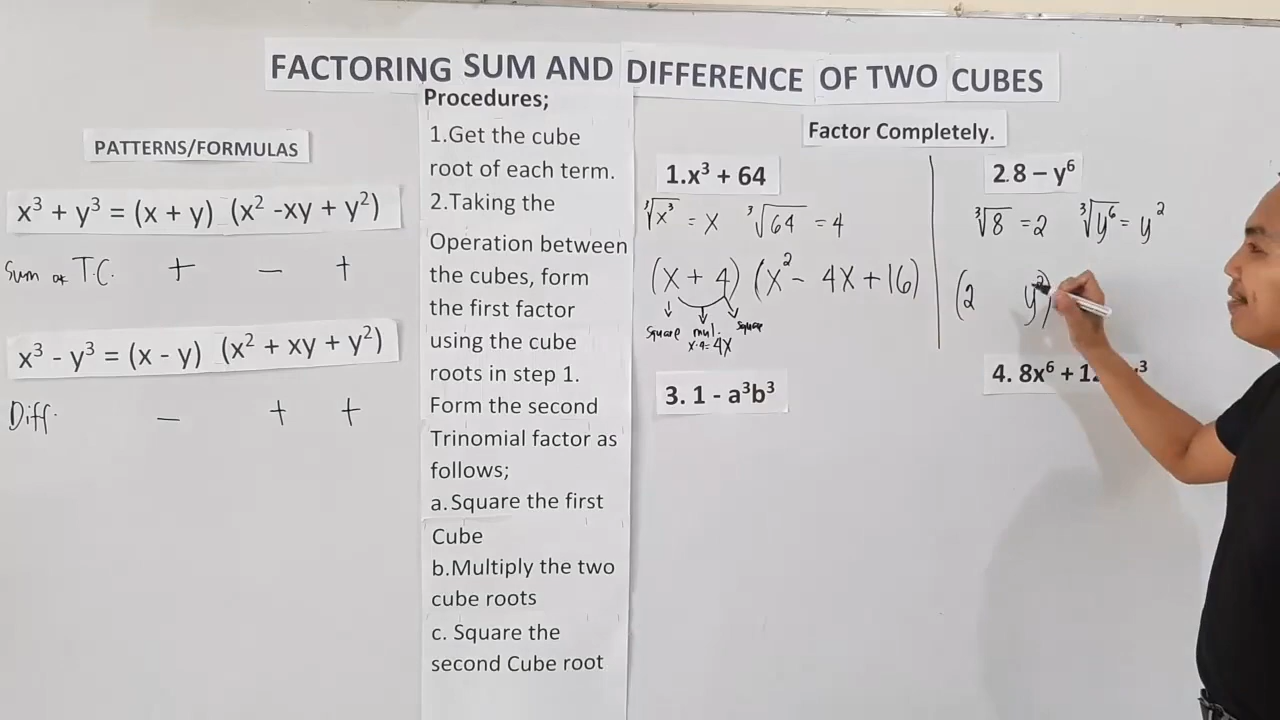 FACTORING SUM AND DIFFERENCE OF TWO CUBES
PATTERNS/FORMULAS
x³ + y³ = (x + y) (x² -xy + y²)
Sum of T.C. + - +
x³ - y³ = (x - y) (x² + xy + y²)
Diff. - + +
Procedures;
1.Get the cube
root of each term.
2.Taking the
Operation between
the cubes, form
the first factor
using the cube
roots in step 1.
Form the second
Trinomial factor as
follows;
a. Square the first
Cube
b.Multiply the two
cube roots
c. Square the
second Cube root
Factor Completely.
1.x³ + 64
∛x³ = x ∛64 = 4
(x + 4) (x² - 4x + 16)
square mul. square
x·4= 4x
3. 1 - a³b³
2.8 – y⁶
∛8 = 2 ∛y⁶ = y²
(2 y²)
4. 8x⁶ + 1 ³